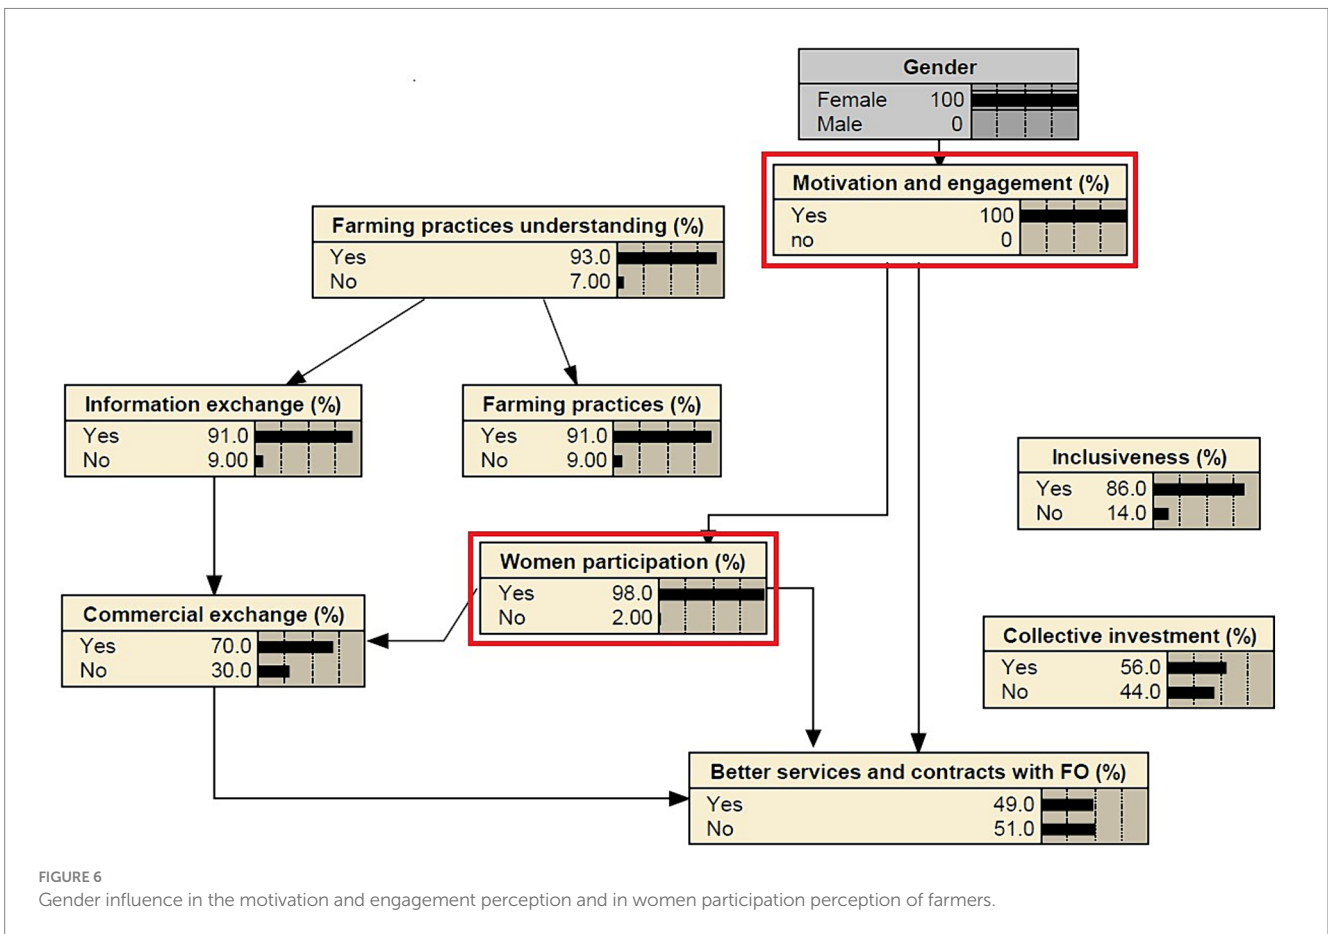 Gender
Female 100
Male 0
Motivation and engagement (%)
Yes 100
no 0
Farming practices understanding (%)
Yes 93.0
No 7.00
Information exchange (%)
Yes 91.0
No 9.00
Farming practices (%)
Yes 91.0
No 9.00
Inclusiveness (%)
Yes 86.0
No 14.0
Women participation (%)
Yes 98.0
No 2.00
Commercial exchange (%)
Yes 70.0
No 30.0
Collective investment (%)
Yes 56.0
No 44.0
Better services and contracts with FO (%)
Yes 49.0
No 51.0
FIGURE 6
Gender influence in the motivation and engagement perception and in women participation perception of farmers.